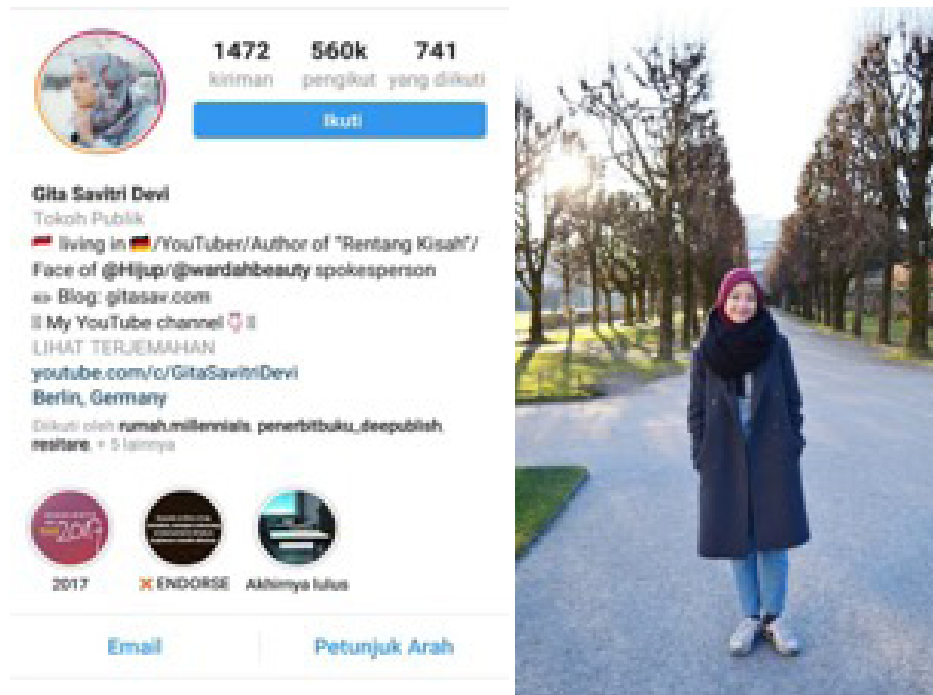 1472 560k 741
kiriman pengikut yang diikuti
Ikuti
Gita Savitri Devi
Tokoh Publik
living in /YouTuber/Author of "Rentang Kisah"/
Face of @Hijup/@wardahbeauty spokesperson
Blog: gitasav.com
My YouTube channel
LIHAT TERJEMAHAN
youtube.com/c/GitaSavitriDevi
Berlin, Germany
Diikuti oleh rumah.millennials, penerbitbuku_deepublish,
resitare, + 5 lainnya
2017
2017 ENDORSE Akhirnya lulus
Email Petunjuk Arah